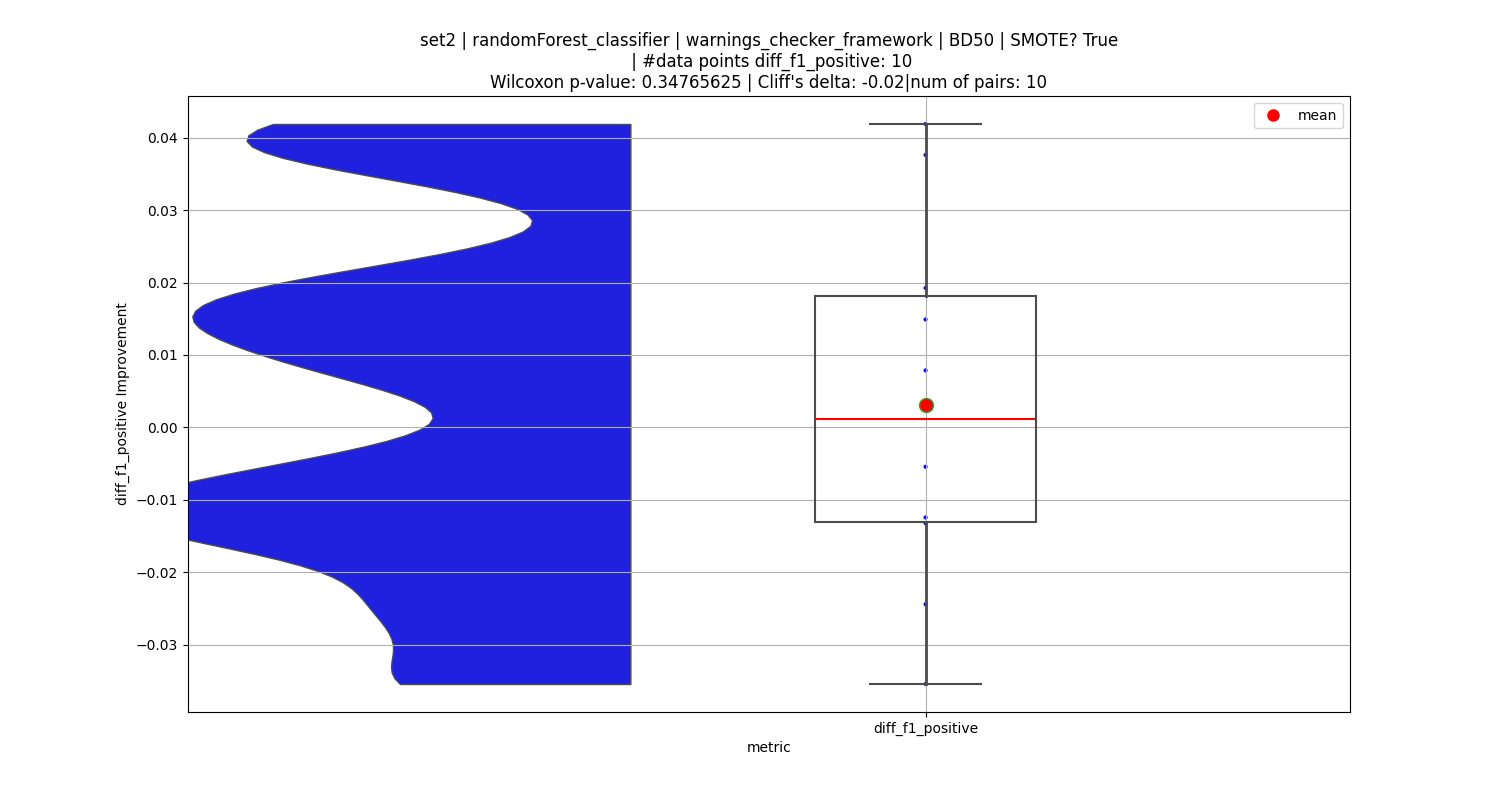 set2 | randomForest_classifier | warnings_checker_framework | BD50 | SMOTE? True
| #data points diff_f1_positive: 10
Wilcoxon p-value: 0.34765625 | Cliff's delta: -0.02|num of pairs: 10
mean
0.04
0.03
0.02
0.01
0.00
−0.01
−0.02
−0.03
diff_f1_positive Improvement
diff_f1_positive
metric